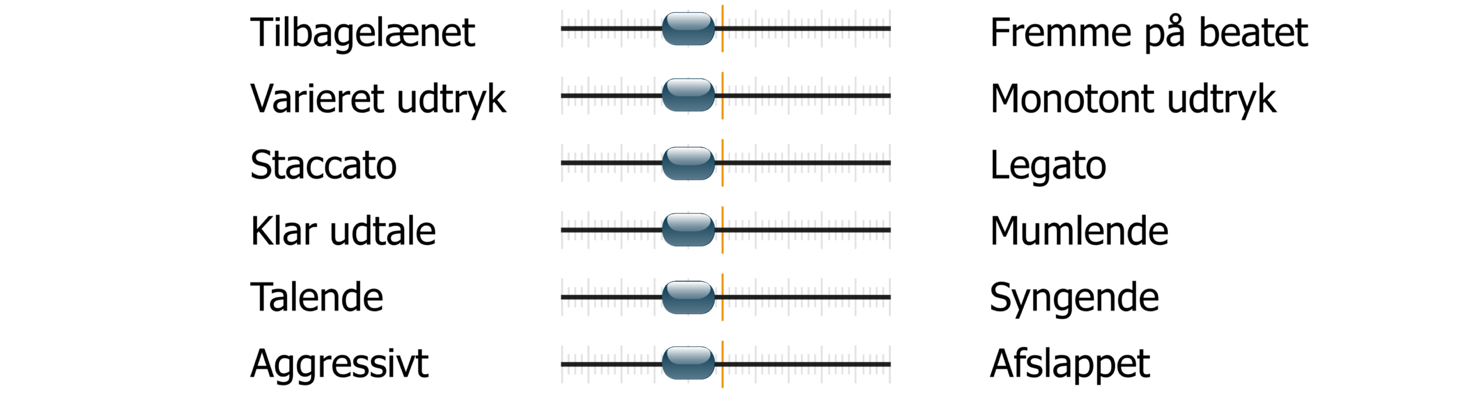 Tilbagelænet Fremme på beatet
Varieret udtryk Monotont udtryk
Staccato Legato
Klar udtale Mumlende
Talende Syngende
Aggressivt Afslappet